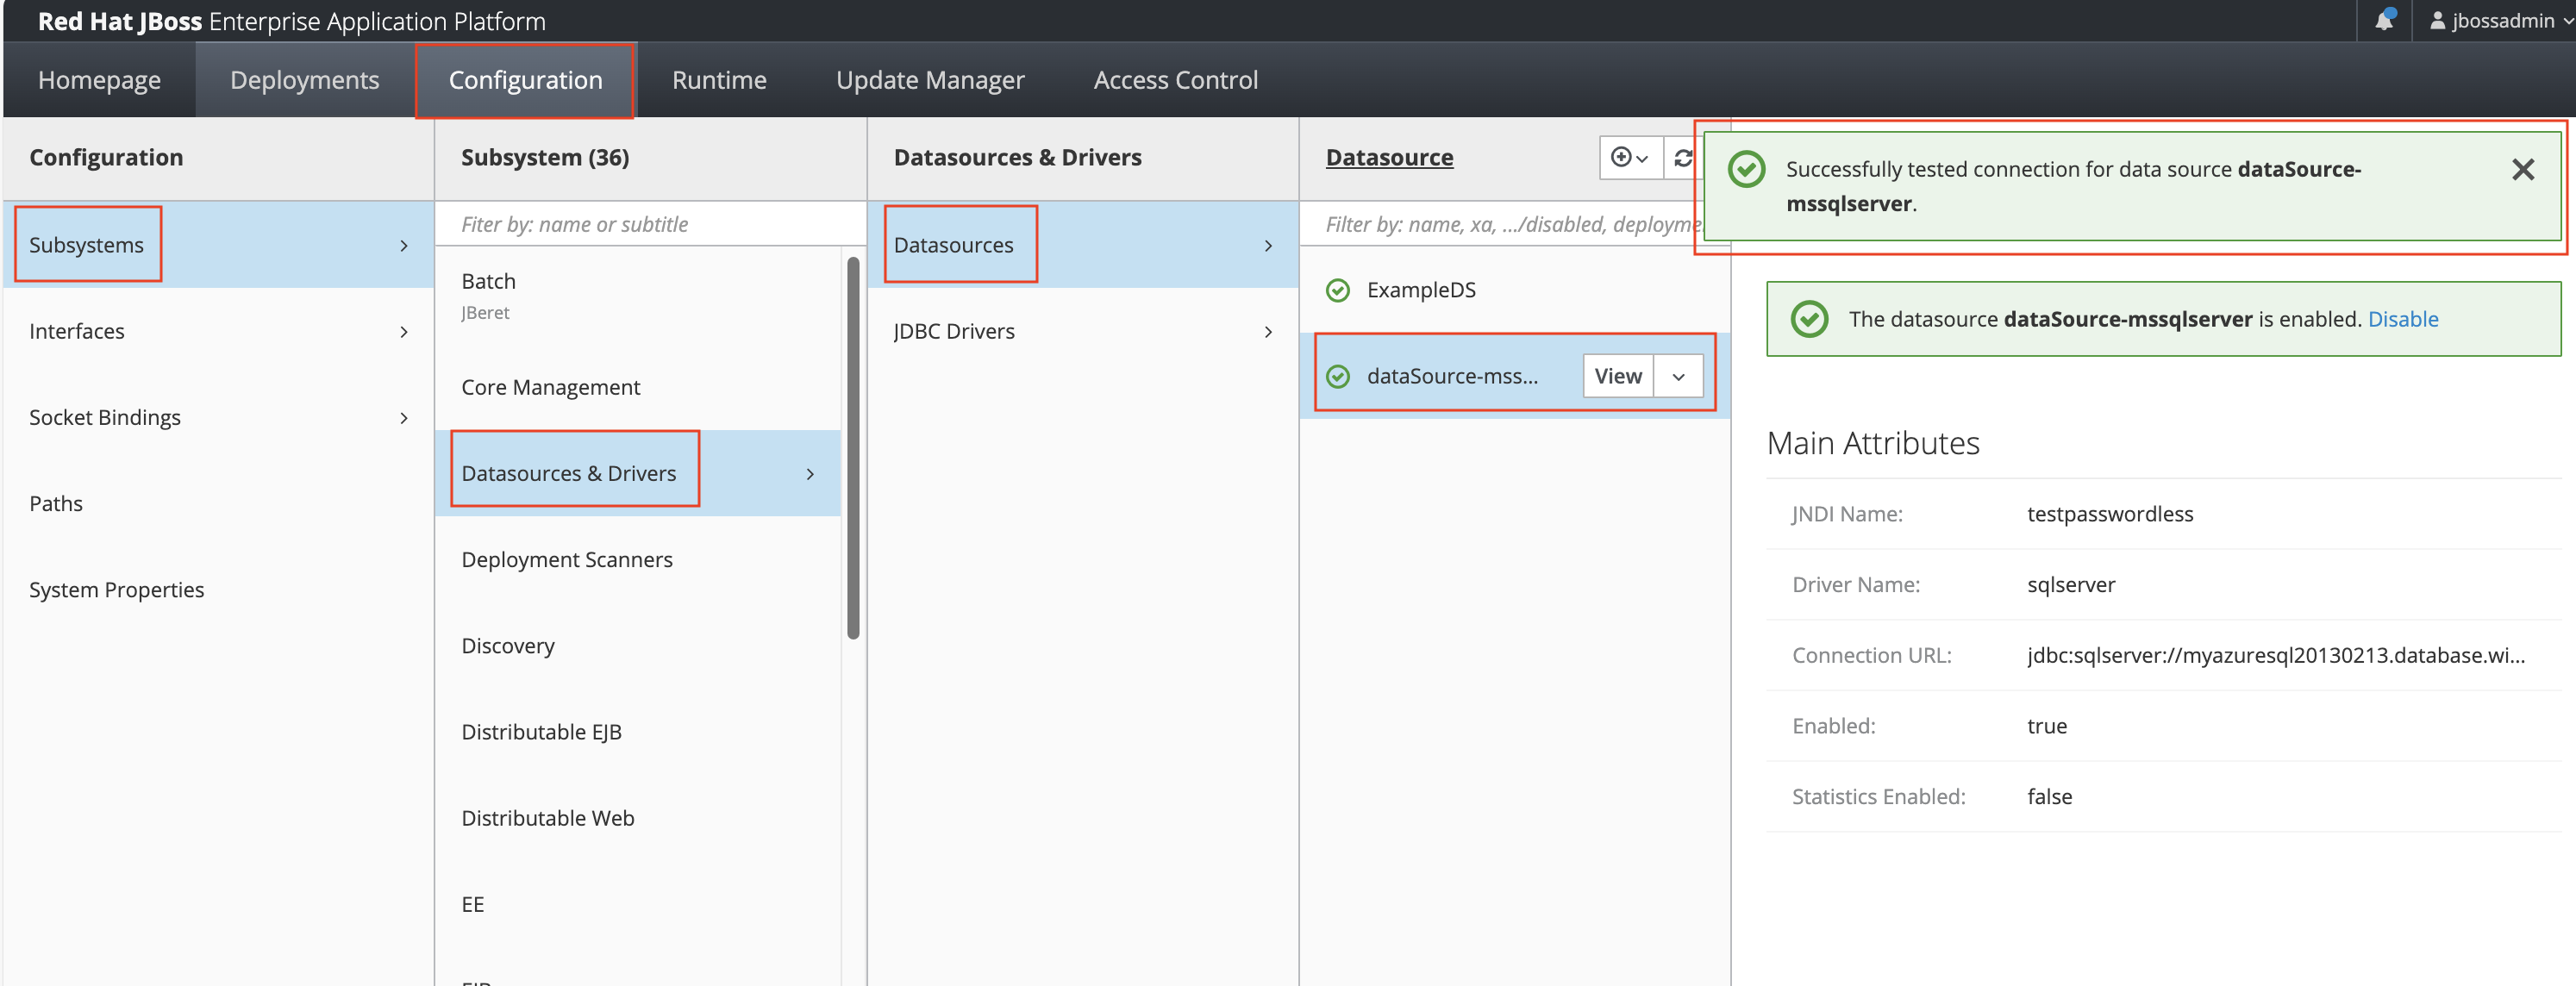 Red Hat JBoss Enterprise Application Platform
jbossadmin
Homepage
Deployments
Configuration
Runtime
Update Manager
Access Control
Configuration
Subsystems
Interfaces
Socket Bindings
Paths
System Properties
Subsystem (36)
Fiter by: name or subtitle
Batch
JBeret
Core Management
Datasources & Drivers
Deployment Scanners
Discovery
Distributable EJB
Distributable Web
EE
Datasources & Drivers
Datasources
JDBC Drivers
Datasource
Filter by: name, xa, .../disabled, deployme
ExampleDS
dataSource-mss...
View
Successfully tested connection for data source dataSource-
mssqlserver.
The datasource dataSource-mssqlserver is enabled. Disable
Main Attributes
JNDI Name: testpasswordless
Driver Name: sqlserver
Connection URL: jdbc:sqlserver://myazuresql20130213.database.wi...
Enabled: true
Statistics Enabled: false